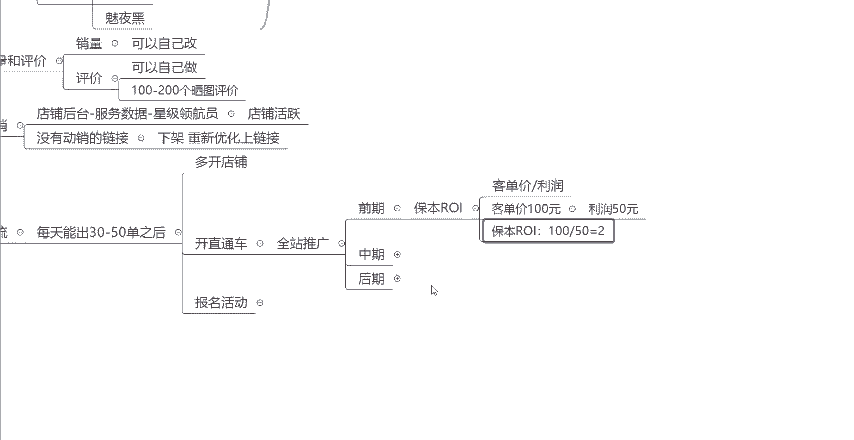 魅夜黑
销量
可以自己改
和评价
可以自己做
评价
100-200个晒图评价
店铺后台-服务数据-星级领航员
店铺活跃
没有动销的链接
下架 重新优化上链接
多开店铺
每天能出30-50单之后
开直通车
全站推广
前期
保本ROI
客单价/利润
客单价100元
利润50元
保本ROI：100/50=2
中期
后期
报名活动